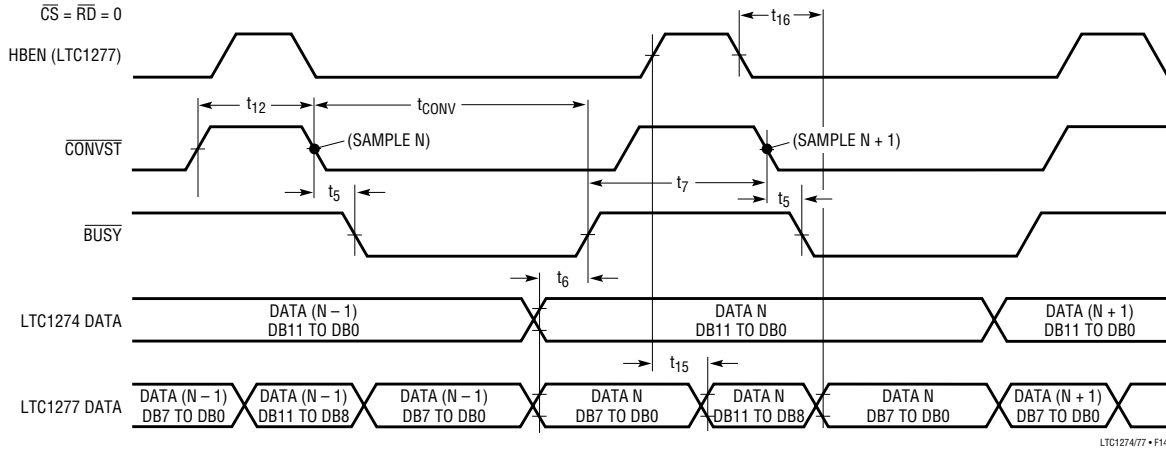 CS = RD = 0
t16
HBEN (LTC1277)
t12
tCONV
CONVST
(SAMPLE N)
(SAMPLE N + 1)
t5
t7
t5
BUSY
t6
LTC1274 DATA
DATA (N – 1)
DB11 TO DB0
DATA N
DB11 TO DB0
DATA (N + 1)
DB11 TO DB0
t15
LTC1277 DATA
DATA (N – 1)
DB7 TO DB0
DATA (N – 1)
DB11 TO DB8
DATA (N – 1)
DB7 TO DB0
DATA N
DB7 TO DB0
DATA N
DB11 TO DB8
DATA N
DB7 TO DB0
DATA (N + 1)
DB7 TO DB0
LTC1274/77 • F14